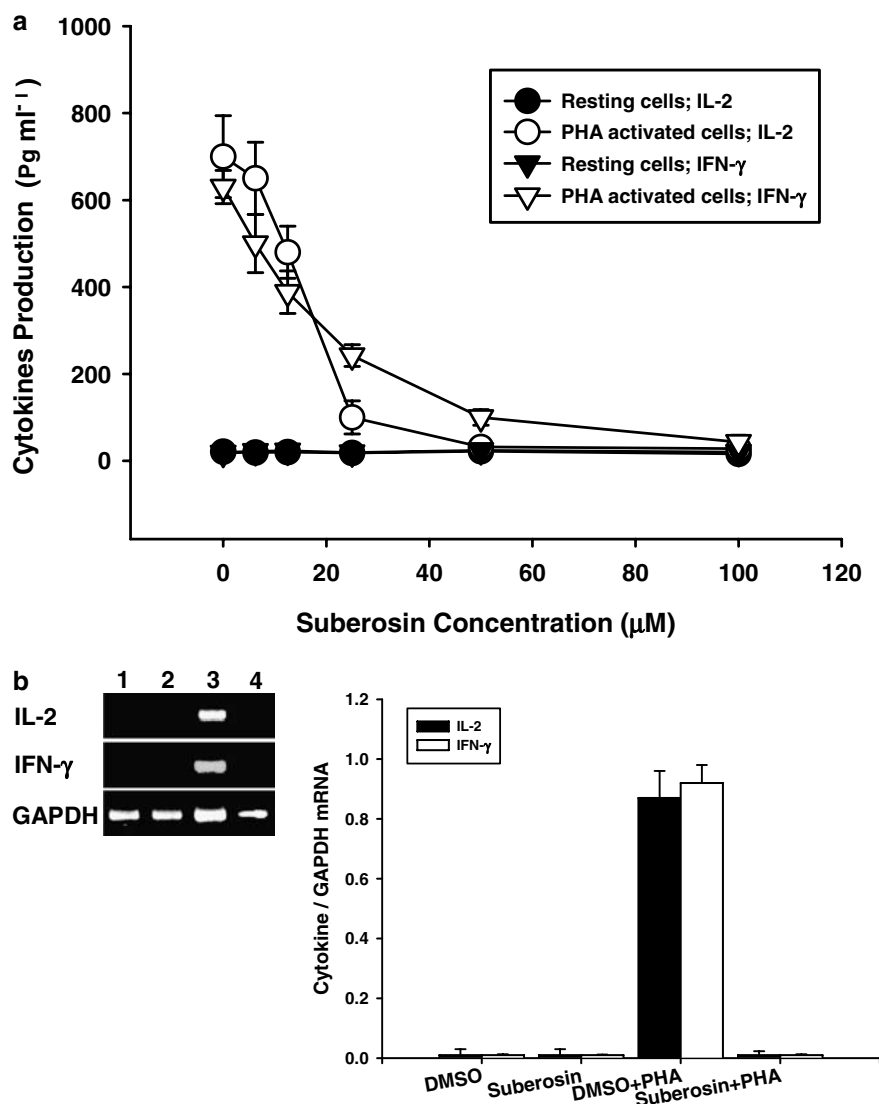 a
Cytokines Production (Pg ml⁻¹)
1000
800
600
400
200
0
Resting cells; IL-2
PHA activated cells; IL-2
Resting cells; IFN-γ
PHA activated cells; IFN-γ
0 20 40 60 80 100 120
Suberosin Concentration (μM)
b
1 2 3 4
IL-2
IFN-γ
GAPDH
Cytokine / GAPDH mRNA
1.2
1.0
0.8
0.6
0.4
0.2
0.0
IL-2
IFN-γ
DMSO Suberosin DMSO+PHA Suberosin+PHA